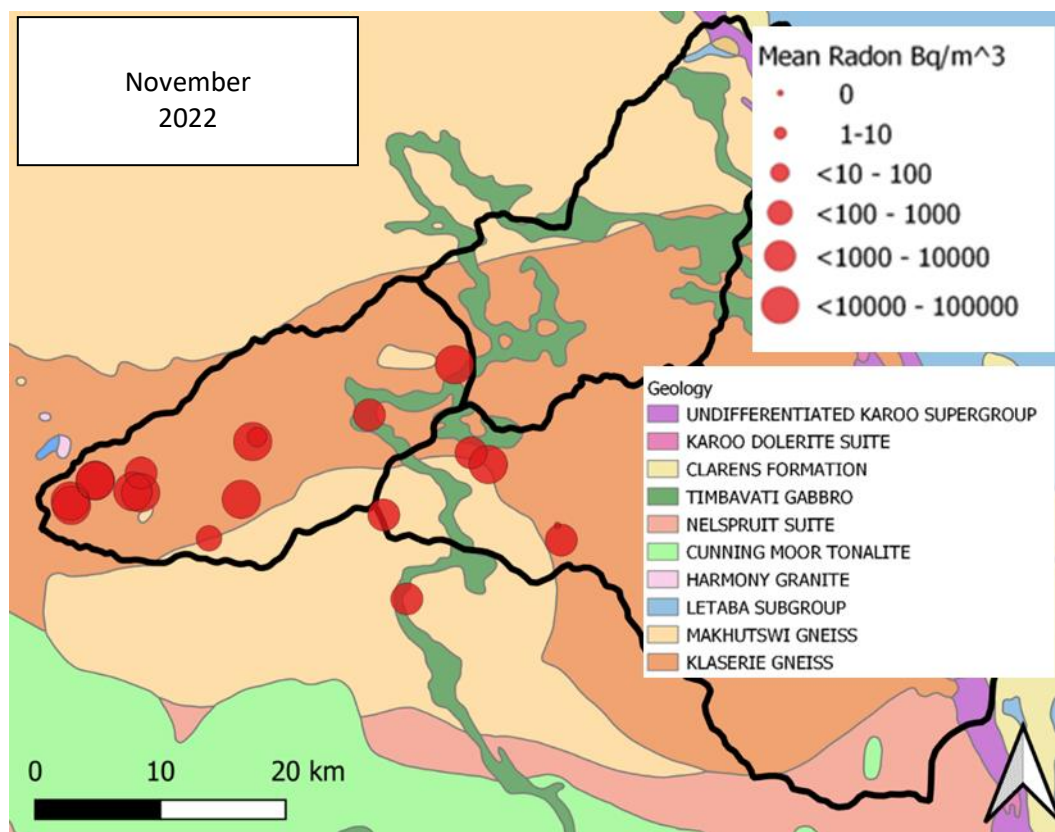 November
2022
Mean Radon Bq/m^3
0
1-10
<10 - 100
<100 - 1000
<1000 - 10000
<10000 - 100000
Geology
UNDIFFERENTIATED KAROO SUPERGROUP
KAROO DOLERITE SUITE
CLARENS FORMATION
TIMBAVATI GABBRO
NELSPRUIT SUITE
CUNNING MOOR TONALITE
HARMONY GRANITE
LETABA SUBGROUP
MAKHUTSWI GNEISS
KLASERIE GNEISS
0 10 20 km